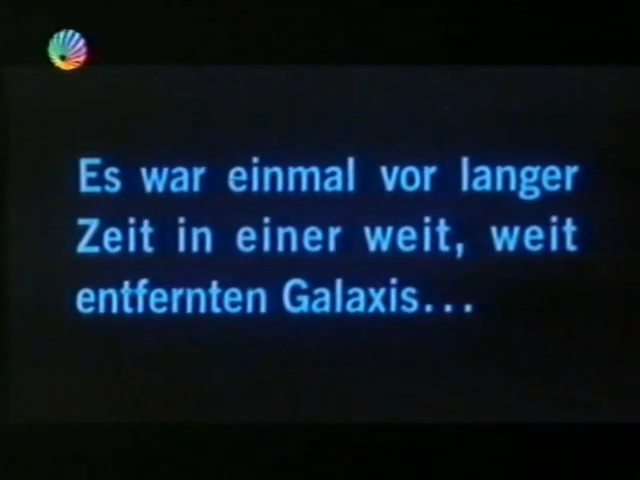 Es war einmal vor langer
Zeit in einer weit, weit
entfernten Galaxis...